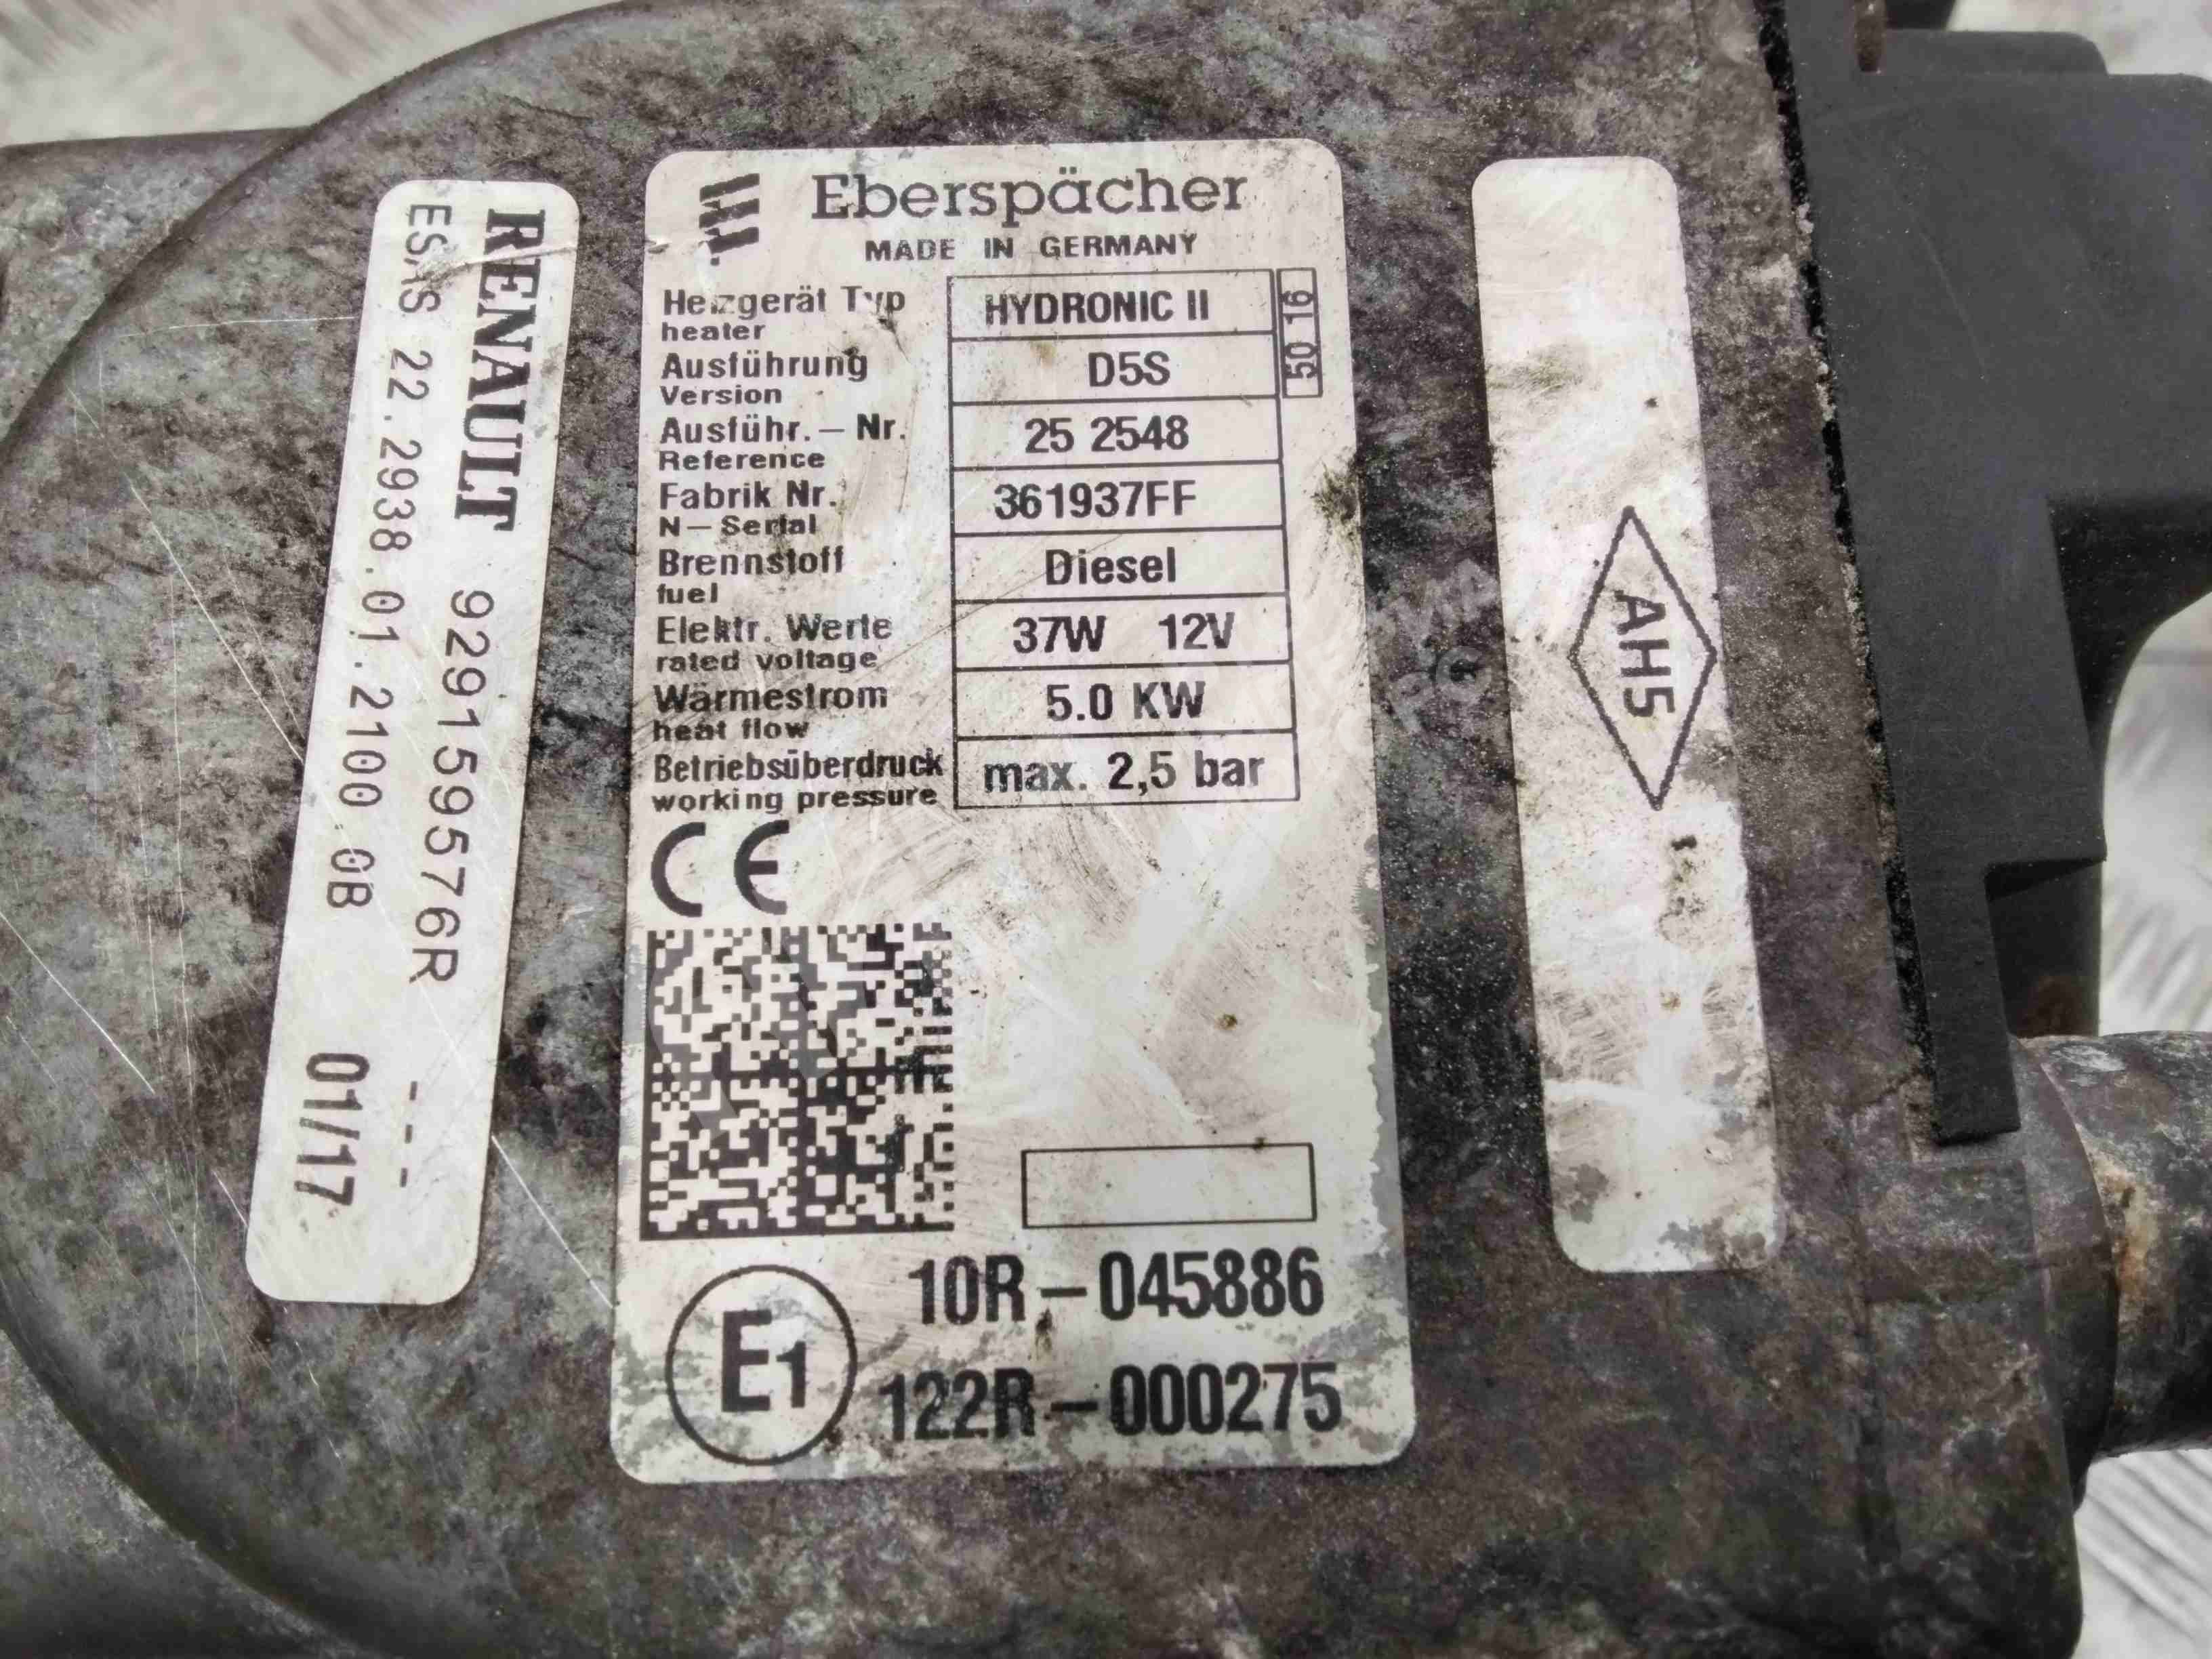 RENAULT 929159576R ---
ESAS 22.2938.01.2100.0B 01/17
Eberspächer
MADE IN GERMANY
Heizgerät Typ HYDRONIC II
heater
50 16
Ausführung D5S
Version
Ausführ.-Nr. 25 2548
Reference
Fabrik Nr. 361937FF
N-Serial
Brennstoff Diesel
fuel
Elektr. Werte 37W 12V
rated voltage
Wärmestrom 5.0 KW
heat flow
Betriebsüberdruck max. 2,5 bar
working pressure
CE
E1
10R-045886
122R-000275
AH5